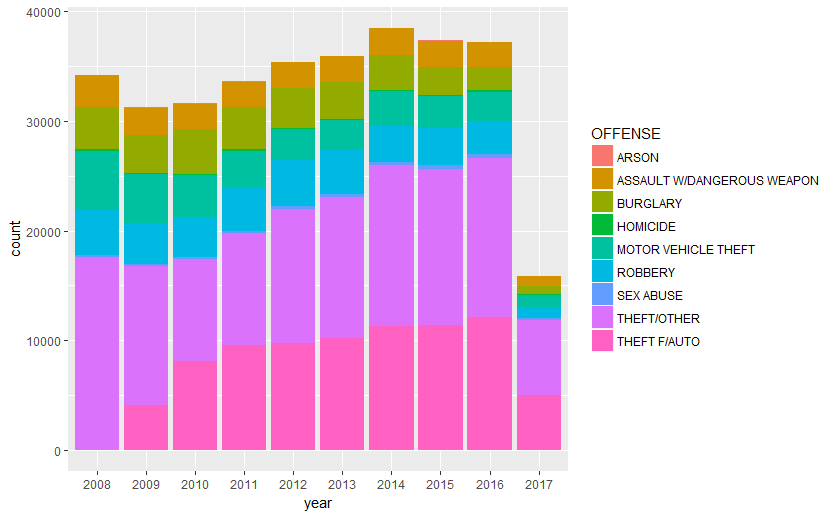 40000
30000
20000
10000
0
count
2008 2009 2010 2011 2012 2013 2014 2015 2016 2017
year
OFFENSE
ARSON
ASSAULT W/DANGEROUS WEAPON
BURGLARY
HOMICIDE
MOTOR VEHICLE THEFT
ROBBERY
SEX ABUSE
THEFT/OTHER
THEFT F/AUTO